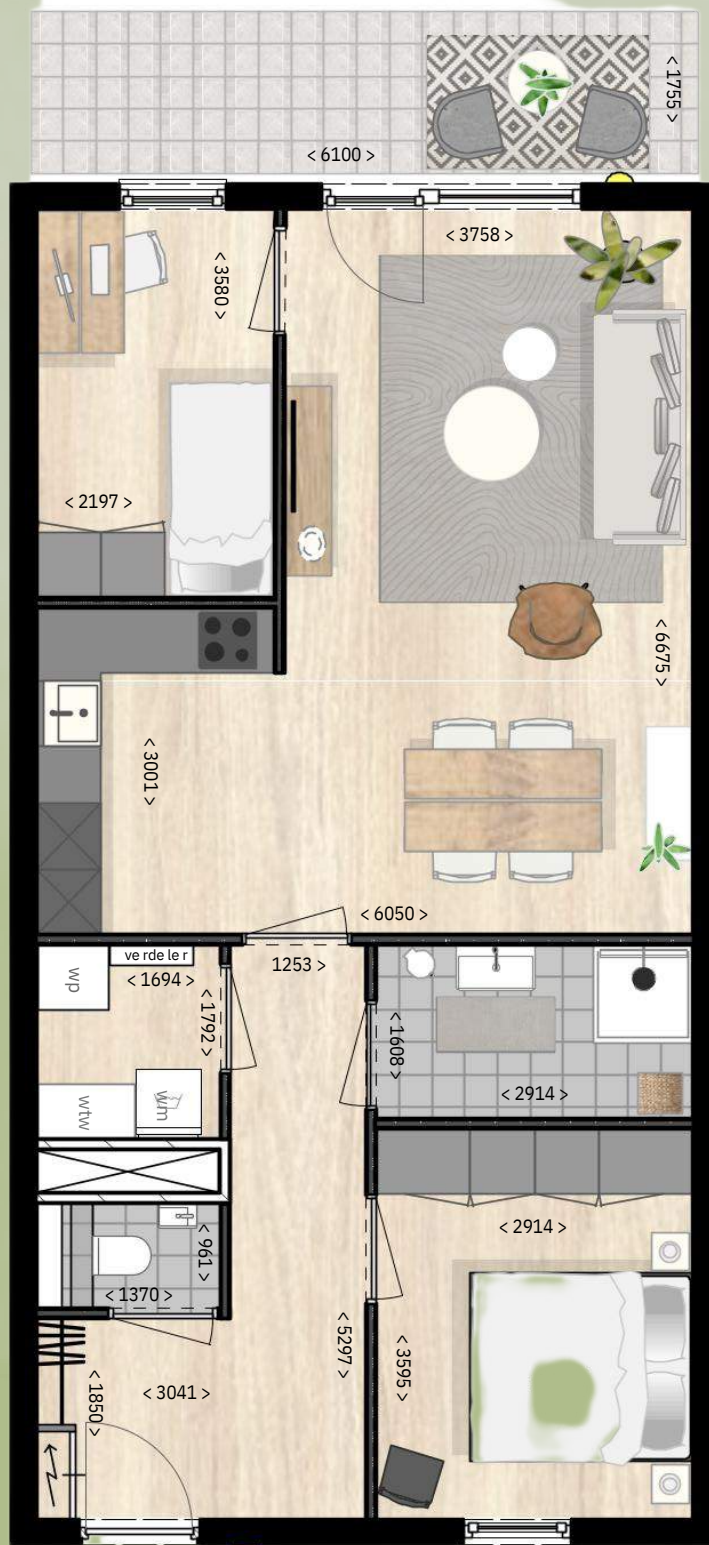 < 1755 >
< 6100 >
< 3758 >
< 3580 >
< 2197 >
< 6675 >
< 3001 >
< 6050 >
ve rde le r
1253 >
wp
< 1694 >
< 1792 >
< 1608 >
< 2914 >
wtw
wm
< 2914 >
< 961 >
< 1370 >
< 5297 >
< 3595 >
< 1850 >
< 3041 >